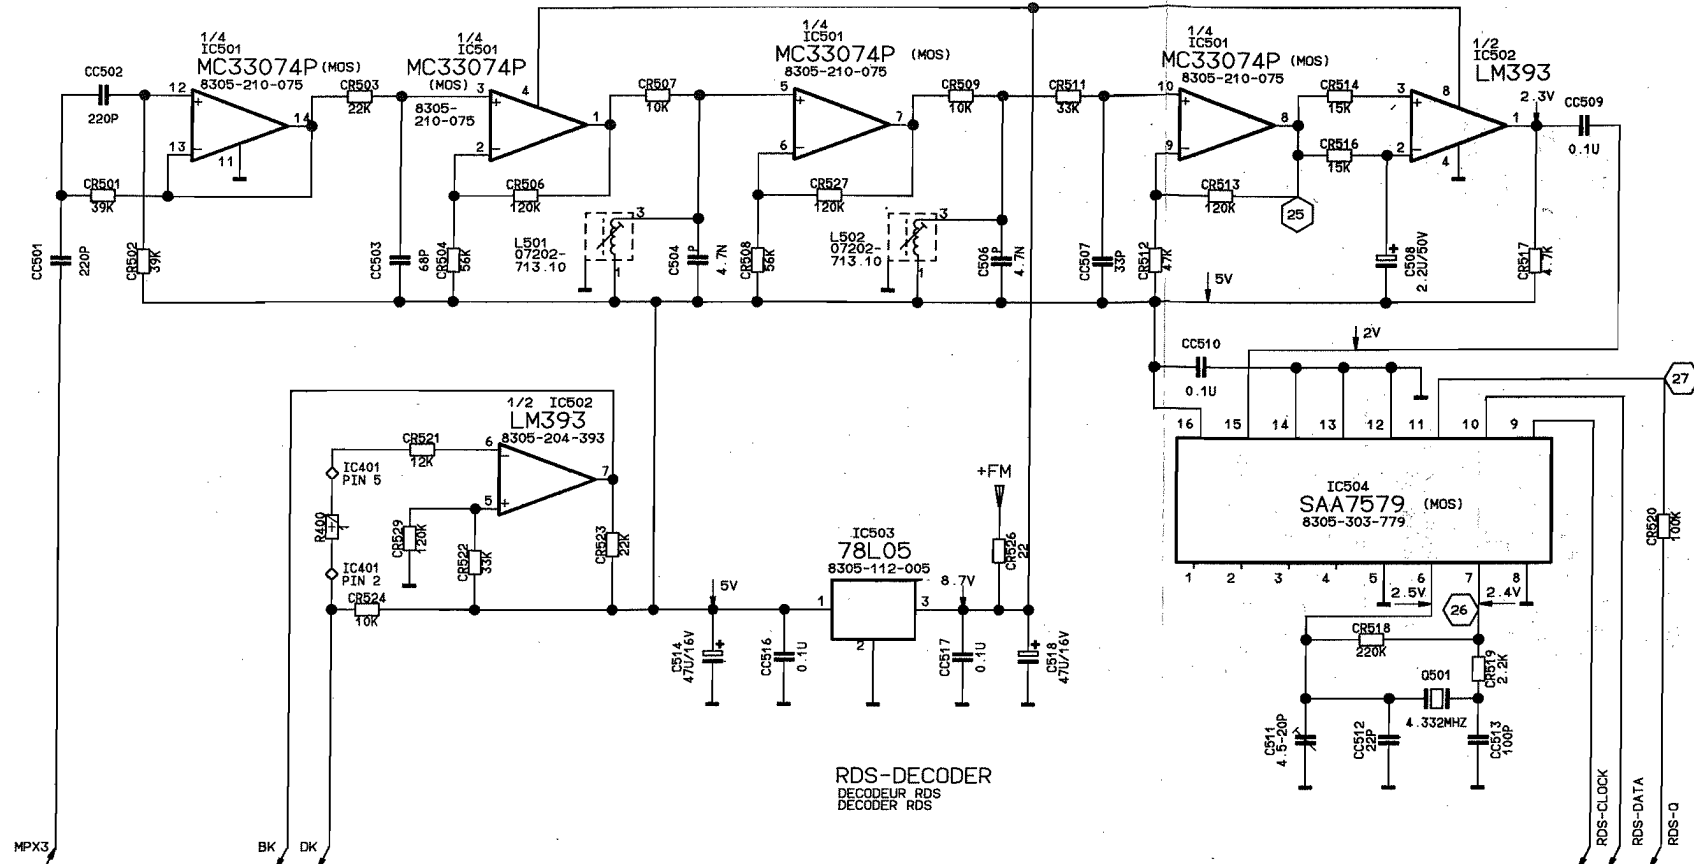 1/4
IC501
MC33074P (MOS)
8305-210-075
1/4
IC501
MC33074P
(MOS)
8305-
210-075
1/4
IC501
MC33074P (MOS)
8305-210-075
1/4
IC501
MC33074P (MOS)
8305-210-075
1/2
IC502
LM393
CC502
220P
12
+
13
-
14
11
CR501
39K
CC501
220P
CR502
39K
CR503
22K
CC503
68P
3
+
4
2
-
1
CR504
56K
CR506
120K
CR507
10K
L501
07202-
713.10
3
1
C504
4.7N
5
+
6
-
7
CR508
56K
CR527
120K
CR509
10K
L502
07202-
713.10
3
1
C506
4.7N
CR511
33K
CC507
33P
10
+
9
-
8
CR512
47K
CR513
120K
25
CR514
15K
CR516
15K
C508
2.2U/50V
+
3
+
8
2
-
4
1
2.3V
CC509
0.1U
CR517
4.7K
5V
2V
CC510
0.1U
16 15 14 13 12 11 10 9
27
IC504
SAA7579 (MOS)
8305-303-779
1 2 3 4 5 6 7 8
2.5V
26
2.4V
CR518
220K
CR519
2.2K
Q501
4.332MHZ
C511
4.5-20P
CC512
22P
CC513
100P
CR520
100K
1/2 IC502
LM393
8305-204-393
CR521
12K
6
-
5
+
7
IC401
PIN 5
R400
IC401
PIN 2
CR529
120K
CR522
33K
CR523
22K
CR524
10K
5V
C514
47U/16V
+
CC516
0.1U
IC503
78L05
8305-112-005
1
2
3
8.7V
+FM
CR526
22
CC517
0.1U
C518
47U/16V
+
RDS-DECODER
DECODEUR RDS
DECODER RDS
MPX3
BK
DK
RDS-CLOCK
RDS-DATA
RDS-Q